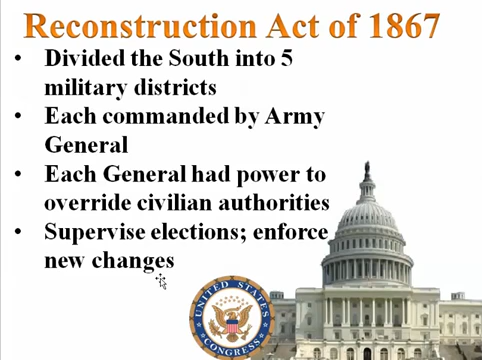 Reconstruction Act of 1867
• Divided the South into 5
military districts
• Each commanded by Army
General
• Each General had power to
override civilian authorities
• Supervise elections; enforce
new changes
UNITED STATES
CONGRESS